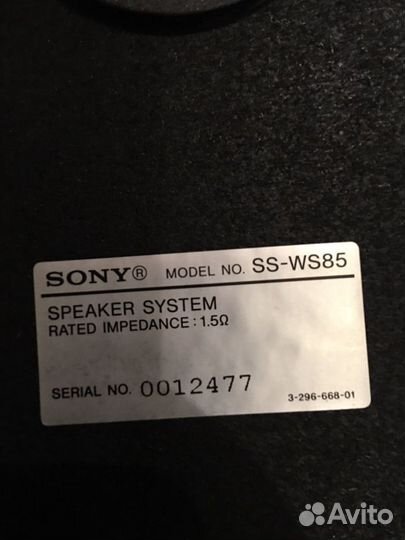 SONY® MODEL NO. SS-WS85
SPEAKER SYSTEM
RATED IMPEDANCE: 1.5Ω
SERIAL NO. 0012477 3-296-668-01
Avito